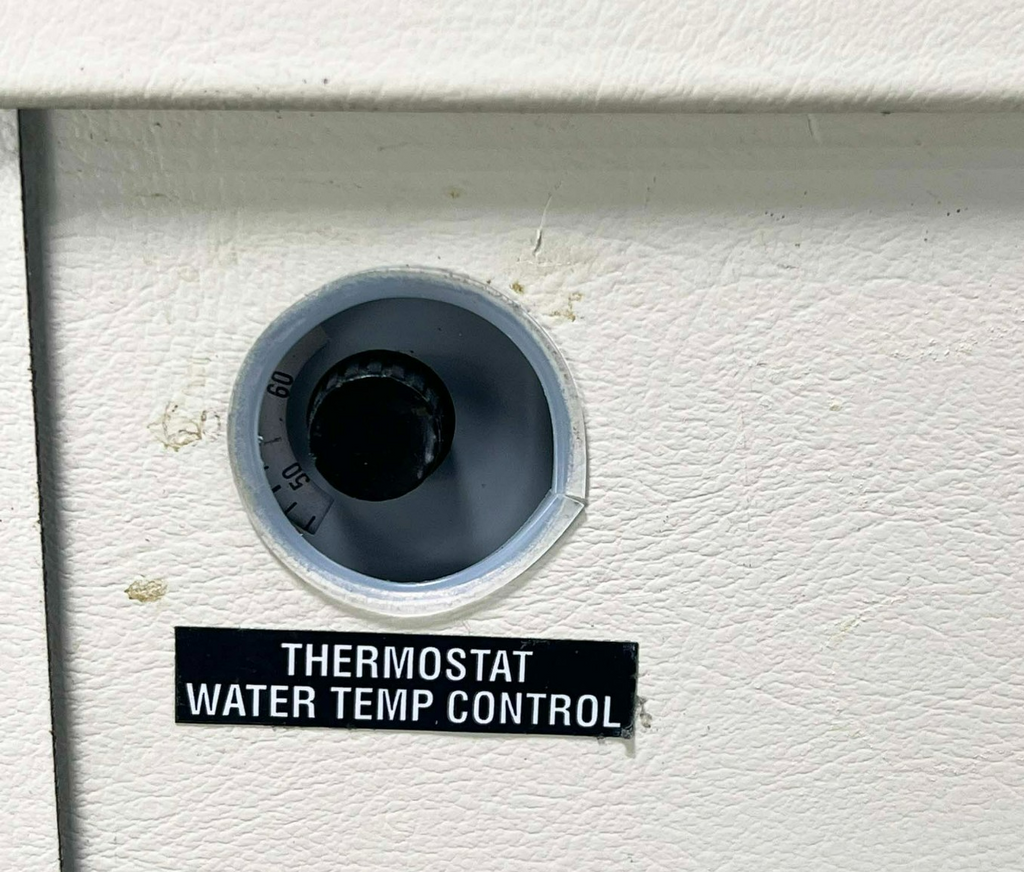 60
50
THERMOSTAT
WATER TEMP CONTROL